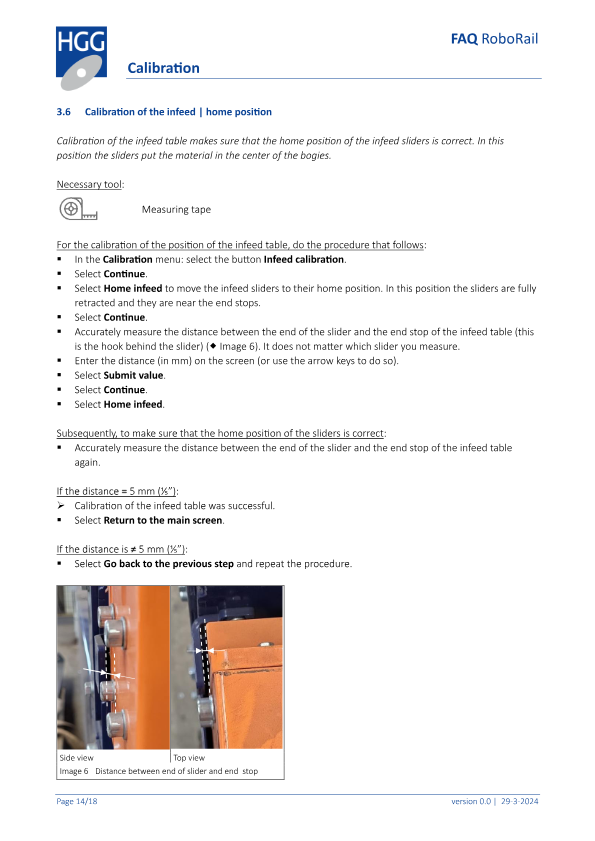 HGG
FAQ RoboRail
Calibration
3.6 Calibration of the infeed | home position
Calibration of the infeed table makes sure that the home position of the infeed sliders is correct. In this
position the sliders put the material in the center of the bogies.
Necessary tool:
Measuring tape
For the calibration of the position of the infeed table, do the procedure that follows:
▪ In the Calibration menu: select the button Infeed calibration.
▪ Select Continue.
▪ Select Home infeed to move the infeed sliders to their home position. In this position the sliders are fully
retracted and they are near the end stops.
▪ Select Continue.
▪ Accurately measure the distance between the end of the slider and the end stop of the infeed table (this
is the hook behind the slider) (◆ Image 6). It does not matter which slider you measure.
▪ Enter the distance (in mm) on the screen (or use the arrow keys to do so).
▪ Select Submit value.
▪ Select Continue.
▪ Select Home infeed.
Subsequently, to make sure that the home position of the sliders is correct:
▪ Accurately measure the distance between the end of the slider and the end stop of the infeed table
again.
If the distance = 5 mm (⅕”):
➢ Calibration of the infeed table was successful.
▪ Select Return to the main screen.
If the distance is ≠ 5 mm (⅕”):
▪ Select Go back to the previous step and repeat the procedure.
Side view
Top view
Image 6 Distance between end of slider and end stop
Page 14/18
version 0.0 | 29-3-2024